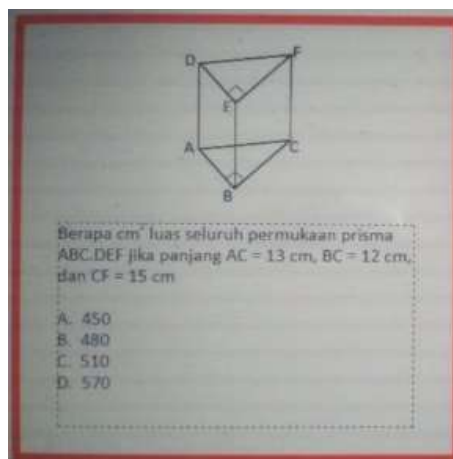 D
F
E
A
C
B
Berapa cm² luas seluruh permukaan prisma
ABC.DEF jika panjang AC = 13 cm, BC = 12 cm,
dan CF = 15 cm
A. 450
B. 480
C. 510
D. 570